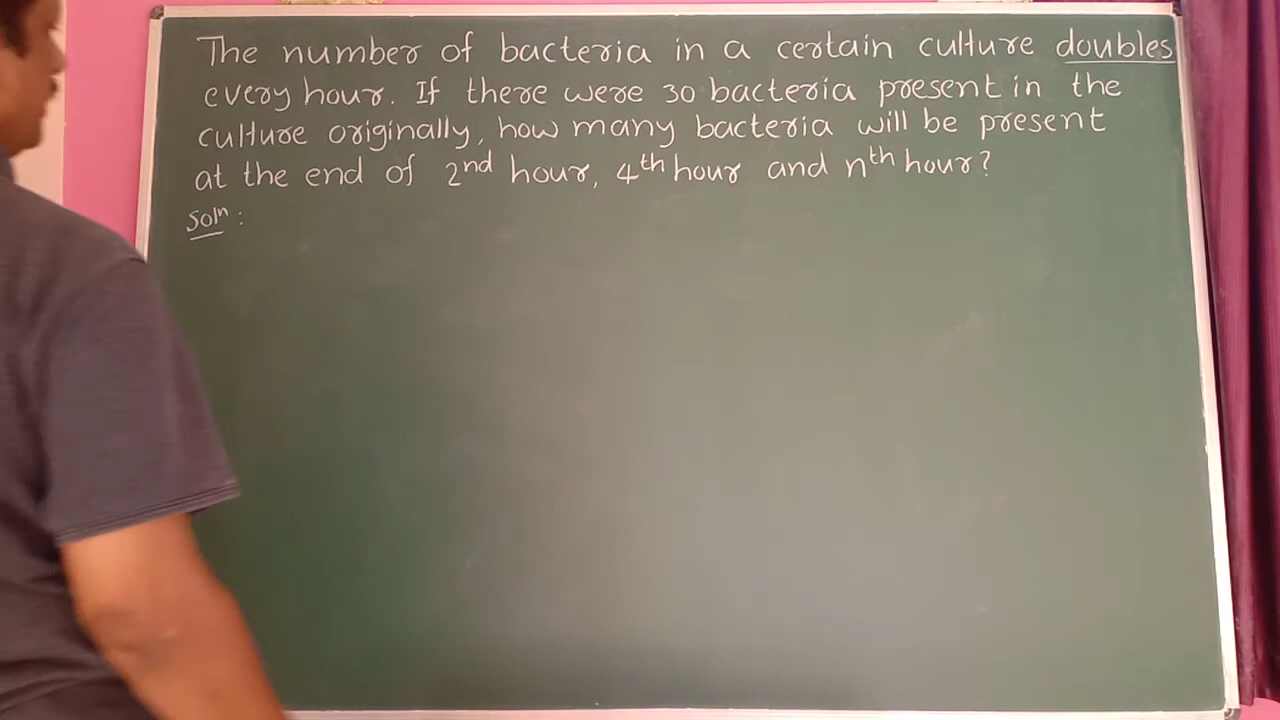 The number of bacteria in a certain culture doubles
every hour. If there were 30 bacteria present in the
culture originally, how many bacteria will be present
at the end of 2nd hour, 4th hour and nth hour?
Soln: